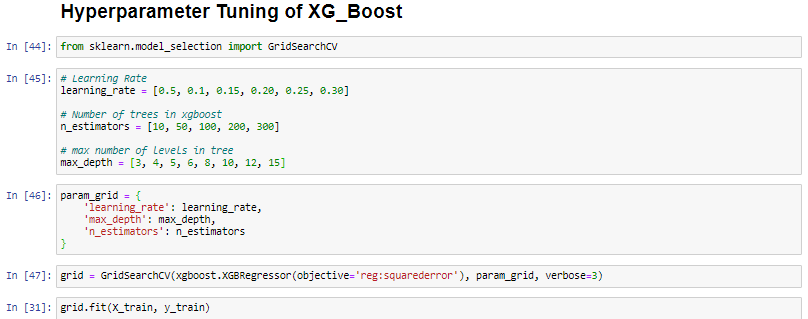 Hyperparameter Tuning of XG_Boost
In [44]: from sklearn.model_selection import GridSearchCV
In [45]: # Learning Rate
learning_rate = [0.5, 0.1, 0.15, 0.20, 0.25, 0.30]
# Number of trees in xgboost
n_estimators = [10, 50, 100, 200, 300]
# max number of levels in tree
max_depth = [3, 4, 5, 6, 8, 10, 12, 15]
In [46]: param_grid = {
'learning_rate': learning_rate,
'max_depth': max_depth,
'n_estimators': n_estimators
}
In [47]: grid = GridSearchCV(xgboost.XGBRegressor(objective='reg:squarederror'), param_grid, verbose=3)
In [31]: grid.fit(X_train, y_train)